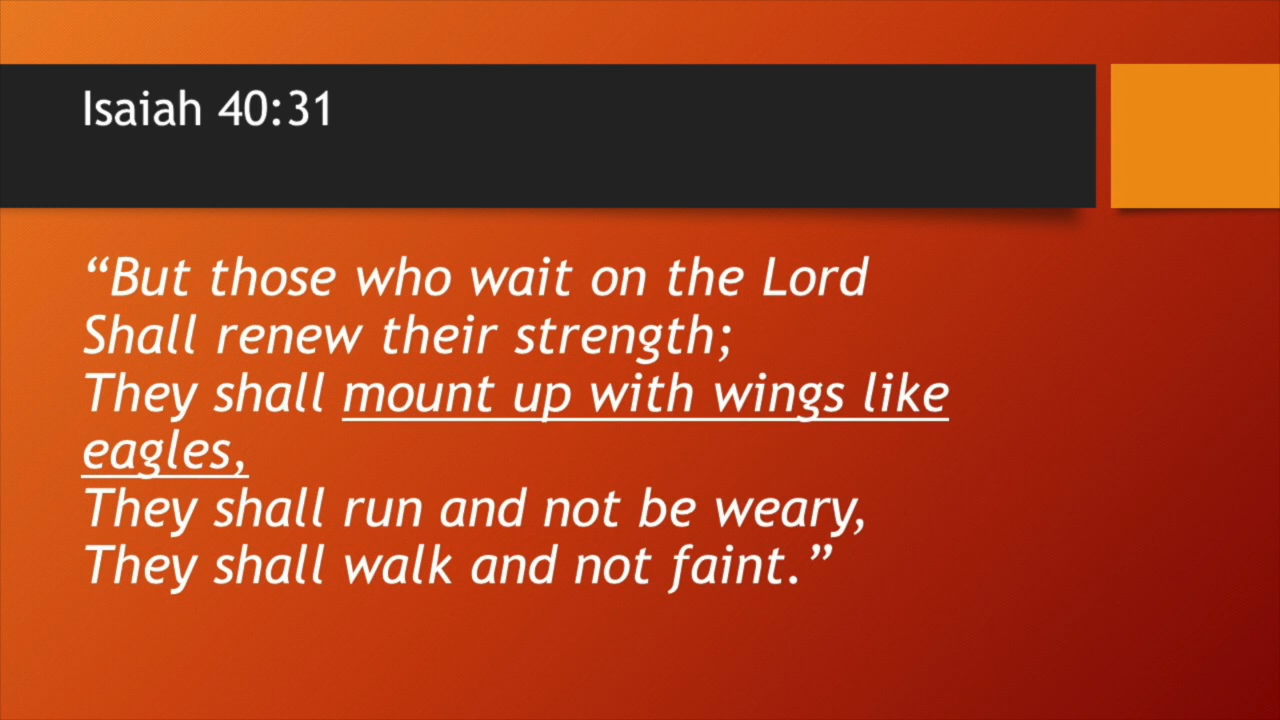 Isaiah 40:31
“But those who wait on the Lord
Shall renew their strength;
They shall mount up with wings like
eagles,
They shall run and not be weary,
They shall walk and not faint.”